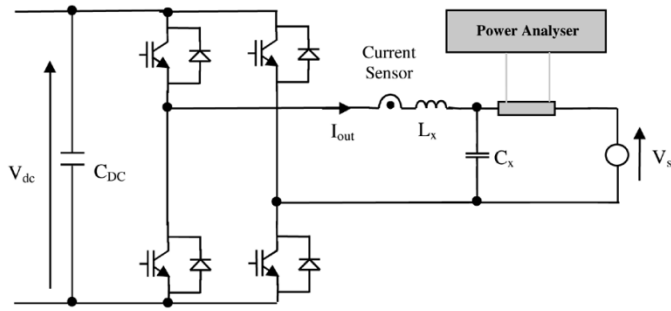 Power Analyser
Current
Sensor
I_out
L_x
V_dc
C_DC
C_x
V_s